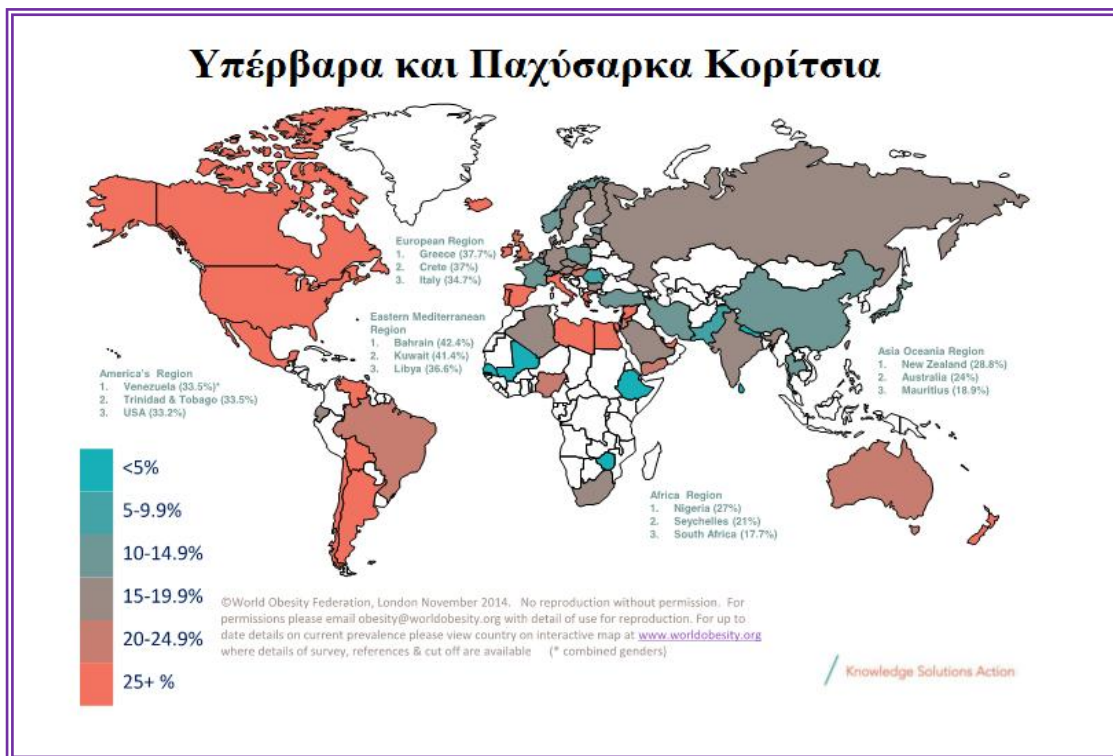 Υπέρβαρα και Παχύσαρκα Κορίτσια
European Region
1. Greece (37.7%)
2. Crete (37%)
3. Italy (34.7%)
Eastern Mediterranean
Region
1. Bahrain (42.4%)
2. Kuwait (41.4%)
3. Libya (36.6%)
America's Region
1. Venezuela (33.5%)*
2. Trinidad & Tobago (33.5%)
3. USA (33.2%)
Asia Oceania Region
1. New Zealand (28.8%)
2. Australia (24%)
3. Mauritius (18.9%)
Africa Region
1. Nigeria (27%)
2. Seychelles (21%)
3. South Africa (17.7%)
<5%
5-9.9%
10-14.9%
15-19.9%
20-24.9%
25+ %
©World Obesity Federation, London November 2014. No reproduction without permission. For
permissions please email obesity@worldobesity.org with detail of use for reproduction. For up to
date details on current prevalence please view country on interactive map at www.worldobesity.org
where details of survey, references & cut off are available (* combined genders)
Knowledge Solutions Action